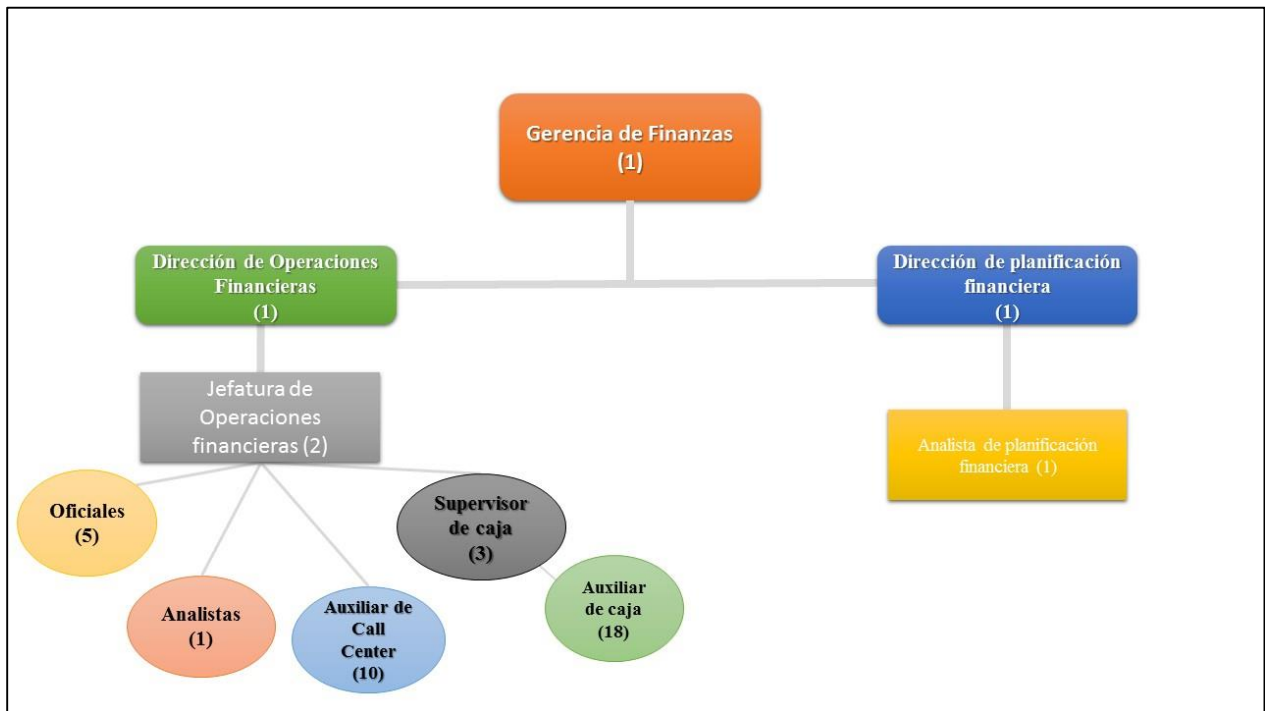 Gerencia de Finanzas
(1)
Dirección de Operaciones
Financieras
(1)
Dirección de planificación
financiera
(1)
Jefatura de
Operaciones
financieras (2)
Analista de planificación
financiera (1)
Oficiales
(5)
Supervisor
de caja
(3)
Analistas
(1)
Auxiliar de
Call
Center
(10)
Auxiliar
de caja
(18)